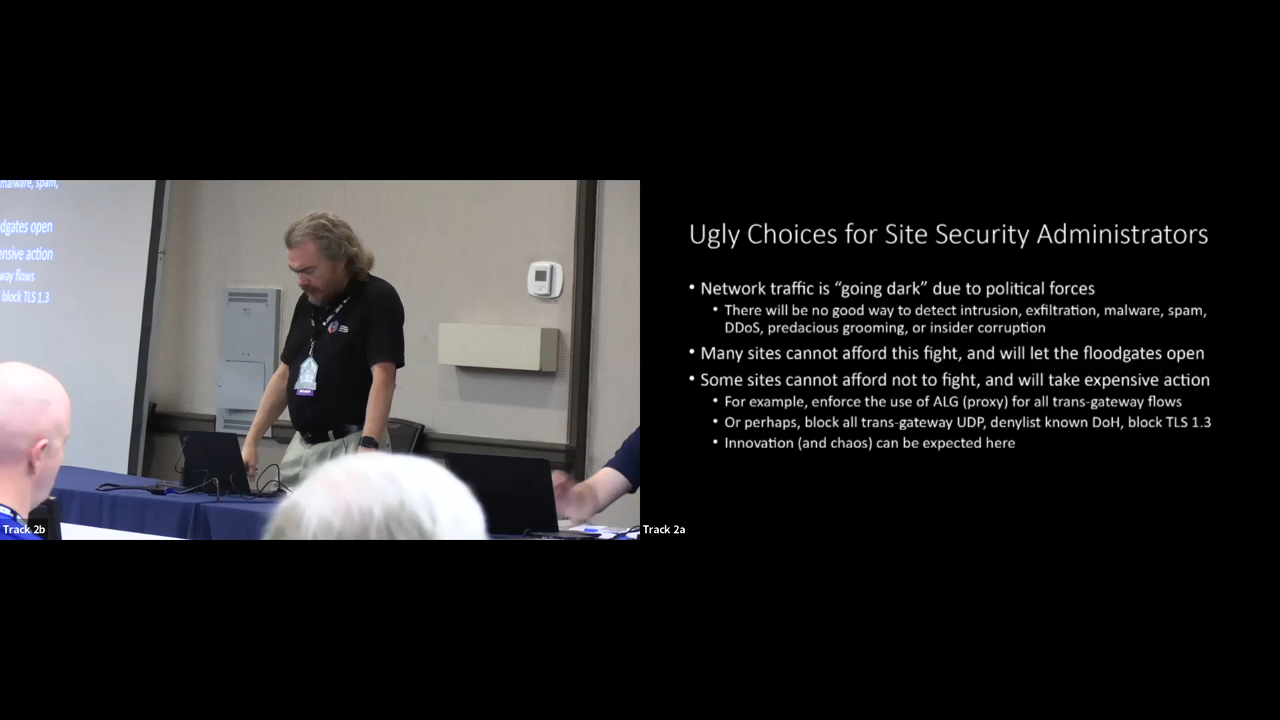 malware, spam,
dgates open
ensive action
way flows
block TLS 1.3
Track 2b
Ugly Choices for Site Security Administrators
• Network traffic is “going dark” due to political forces
• There will be no good way to detect intrusion, exfiltration, malware, spam,
DDoS, predacious grooming, or insider corruption
• Many sites cannot afford this fight, and will let the floodgates open
• Some sites cannot afford not to fight, and will take expensive action
• For example, enforce the use of ALG (proxy) for all trans-gateway flows
• Or perhaps, block all trans-gateway UDP, denylist known DoH, block TLS 1.3
• Innovation (and chaos) can be expected here
Track 2a